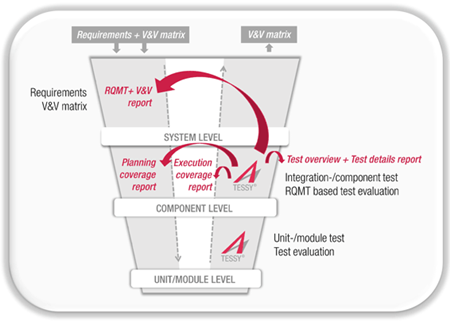 Requirements + V&V matrix
V&V matrix
Requirements
V&V matrix
RQMT+ V&V
report
SYSTEM LEVEL
Planning
coverage
report
Execution
coverage
report
TESSY®
Test overview + Test details report
Integration-/component test
RQMT based test evaluation
COMPONENT LEVEL
TESSY®
Unit-/module test
Test evaluation
UNIT/MODULE LEVEL